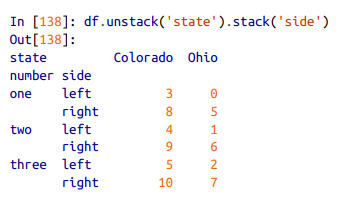 In [138]: df.unstack('state').stack('side')
Out[138]:
state         Colorado  Ohio
number side
one    left          3     0
       right         8     5
two    left          4     1
       right         9     6
three  left          5     2
       right        10     7